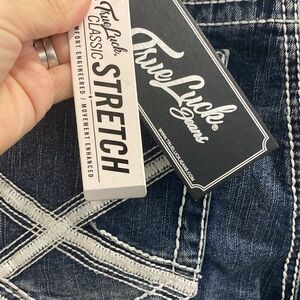 True Luck
CLASSIC STRETCH
COMFORT ENGINEERED / MOVEMENT ENHANCED
True Luck
Jeans
WWW.TRUELUCKJEANS.COM